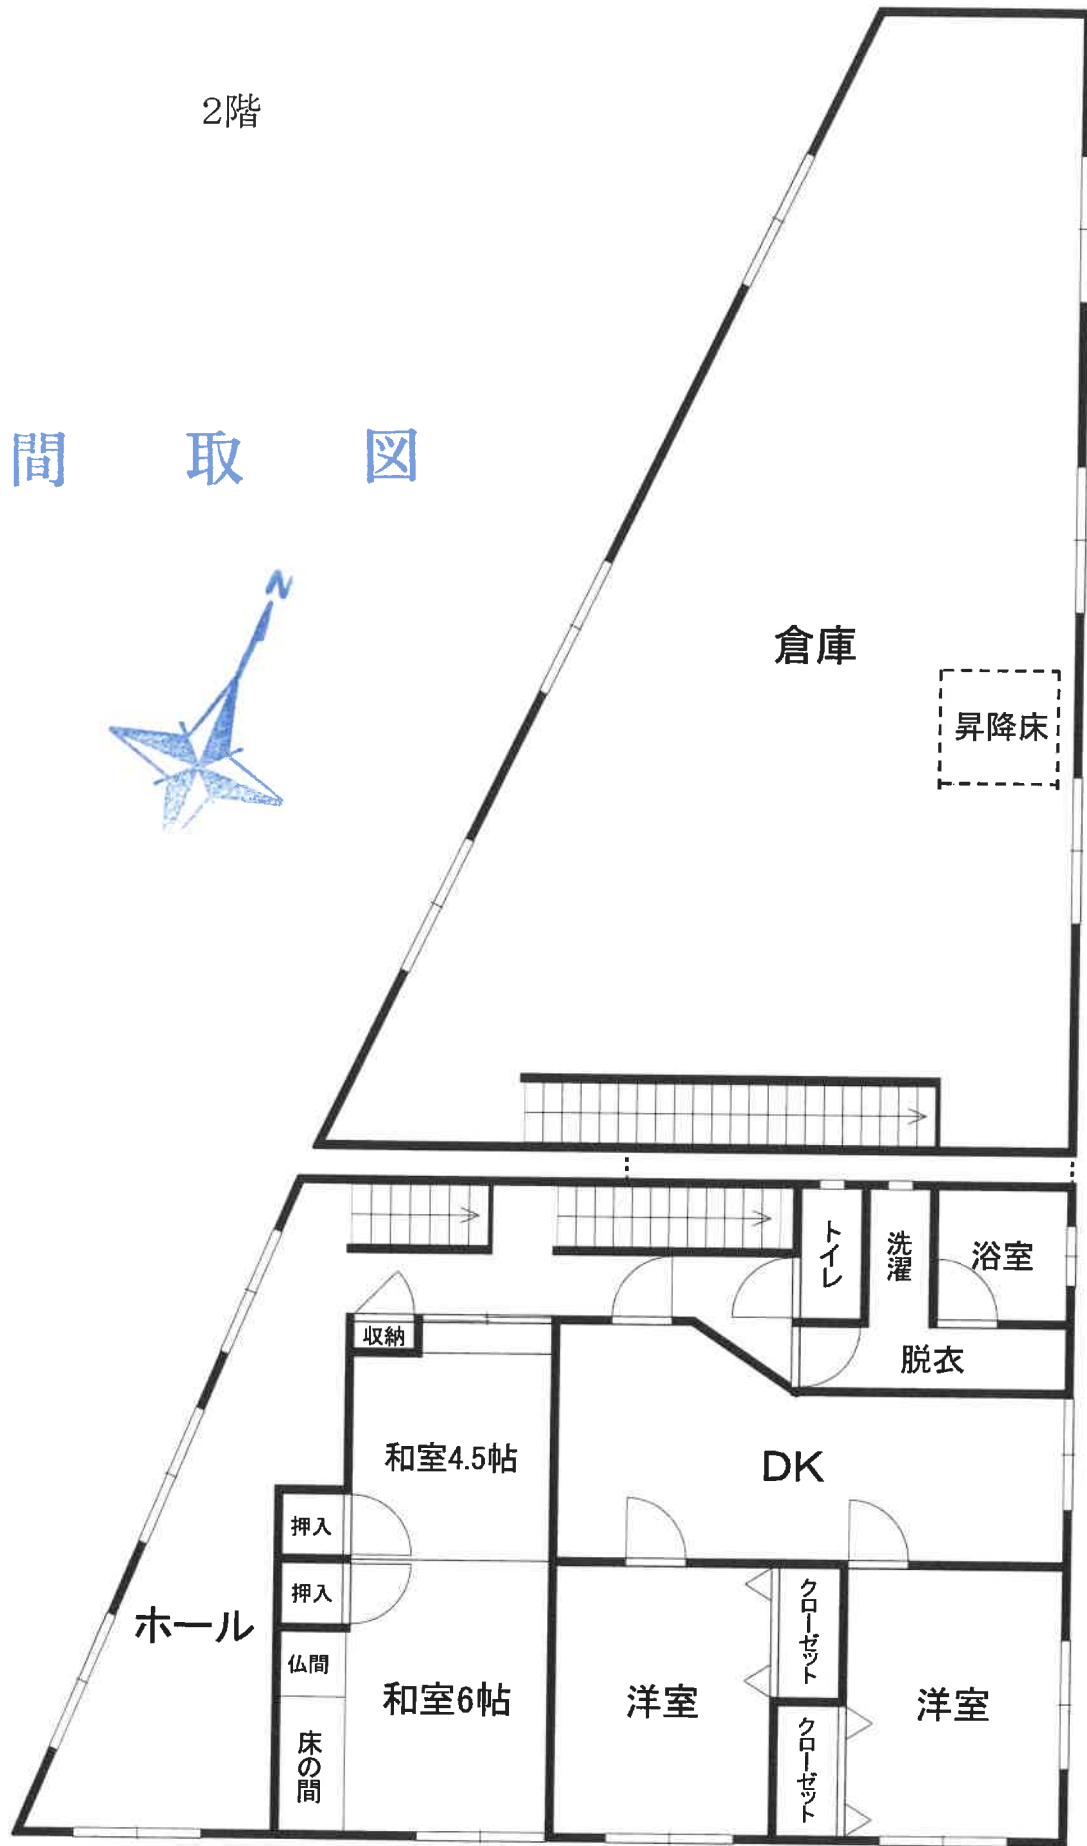 2階
間取図
N
倉庫
昇降床
トイレ
洗濯
浴室
収納
脱衣
和室4.5帖
DK
押入
押入
ホール
仏間
和室6帖
床の間
洋室
クローゼット
クローゼット
洋室